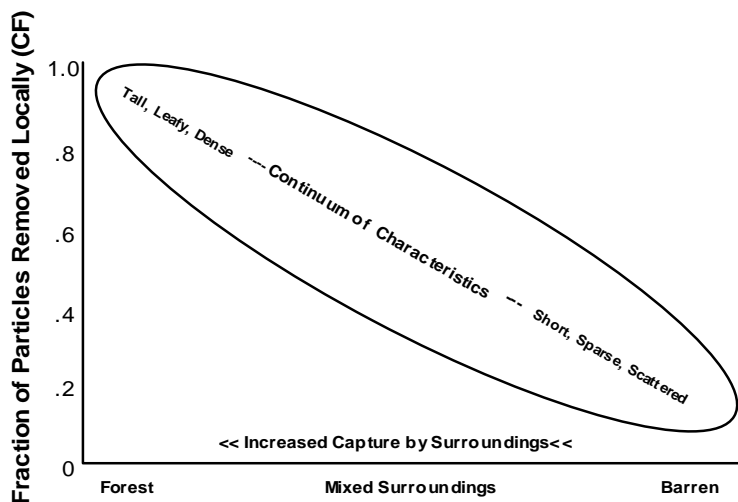 Fraction of Particles Removed Locally (CF)
1.0
.8
.6
.4
.2
0
Tall, Leafy, Dense ---- Continuum of Characteristics --- Short, Sparse, Scattered
<< Increased Capture by Surroundings<<
Forest Mixed Surroundings Barren